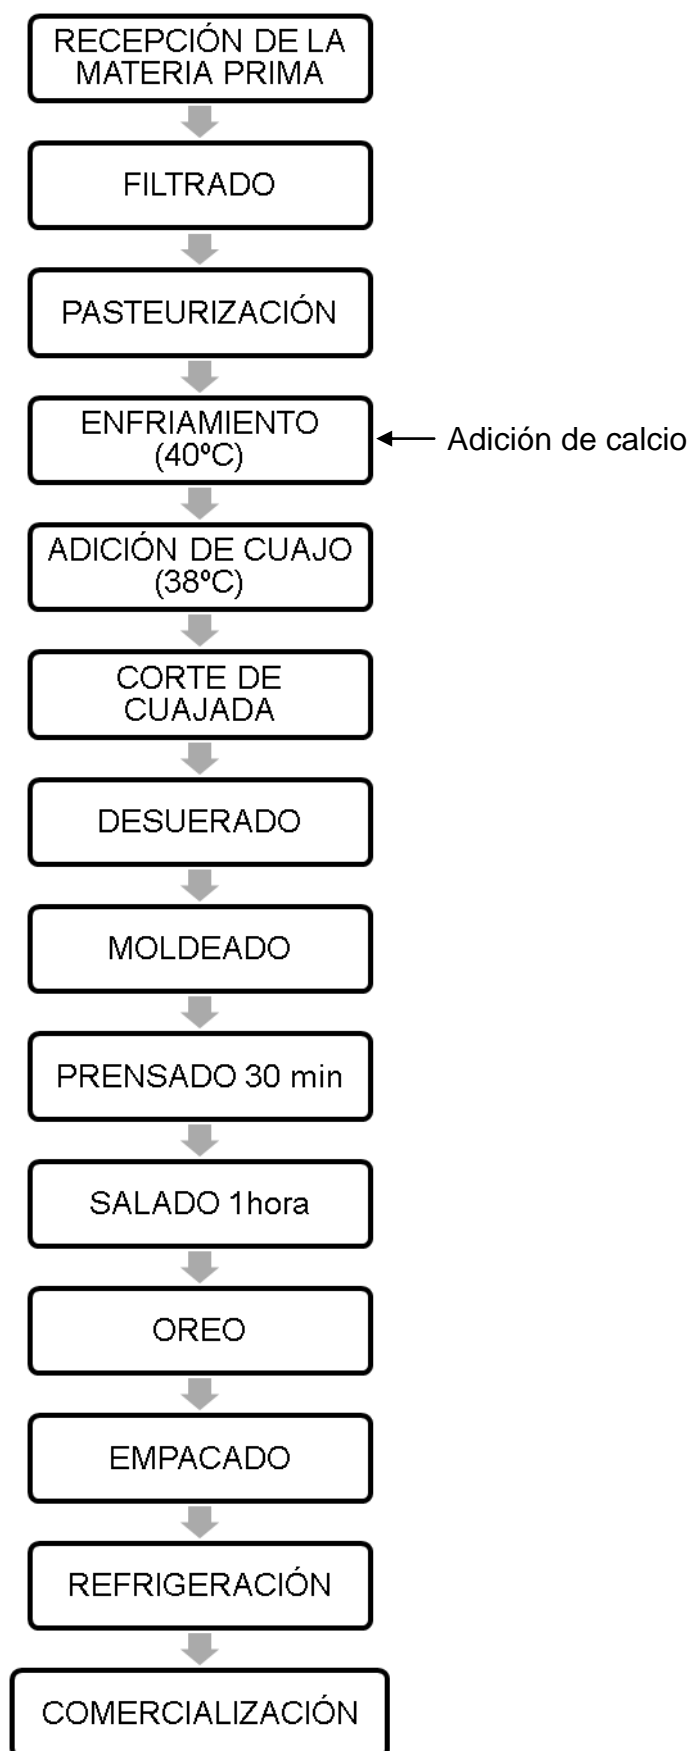 RECEPCIÓN DE LA
MATERIA PRIMA
FILTRADO
PASTEURIZACIÓN
ENFRIAMIENTO
(40ºC)
Adición de calcio
ADICIÓN DE CUAJO
(38ºC)
CORTE DE
CUAJADA
DESUERADO
MOLDEADO
PRENSADO 30 min
SALADO 1hora
OREO
EMPACADO
REFRIGERACIÓN
COMERCIALIZACIÓN